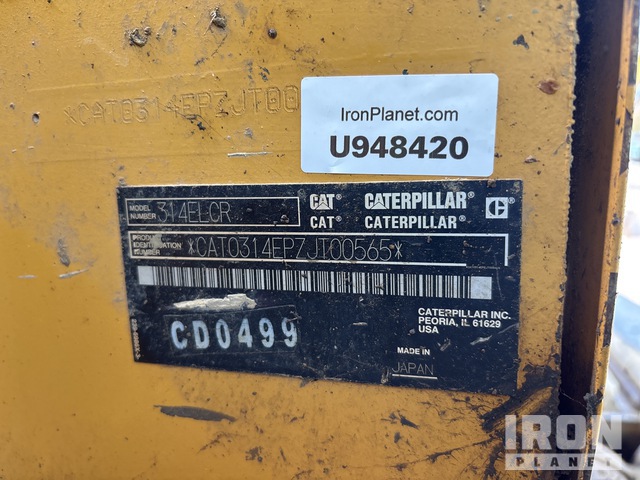 *CAT0314EPZJT00
IronPlanet.com
U948420
MODEL NUMBER 314ELCR
CAT CATERPILLAR C
CAT CATERPILLAR
PRODUCT IDENTIFICATION NUMBER *CAT0314EPZJT00565*
CD0499
CATERPILLAR INC.
PEORIA, IL 61629
USA
MADE IN
JAPAN
IRON
PLANET